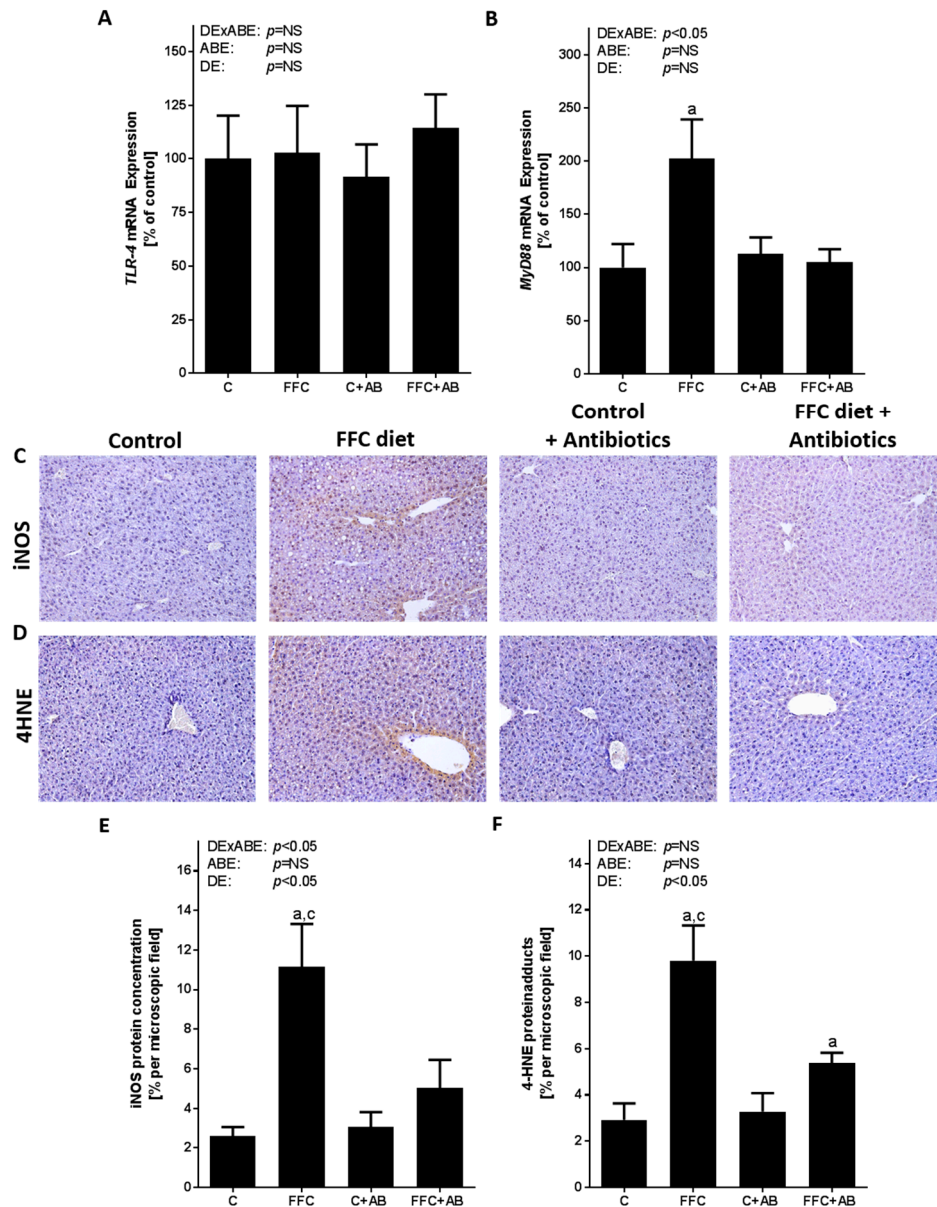 A
DExABE: p=NS
ABE: p=NS
DE: p=NS
150
125
100
75
50
25
0
TLR-4 mRNA Expression
[% of control]
C FFC C+AB FFC+AB
B
DExABE: p<0.05
ABE: p=NS
DE: p=NS
300
250
200
150
100
50
0
MyD88 mRNA Expression
[% of control]
a
C FFC C+AB FFC+AB
Control
FFC diet
Control
+ Antibiotics
FFC diet +
Antibiotics
C
iNOS
D
4HNE
E
DExABE: p<0.05
ABE: p=NS
DE: p<0.05
16
14
12
10
8
6
4
2
0
iNOS protein concentration
[% per microscopic field]
a,c
C FFC C+AB FFC+AB
F
DExABE: p=NS
ABE: p=NS
DE: p<0.05
14
12
10
8
6
4
2
0
4-HNE proteinadducts
[% per microscopic field]
a,c
a
C FFC C+AB FFC+AB